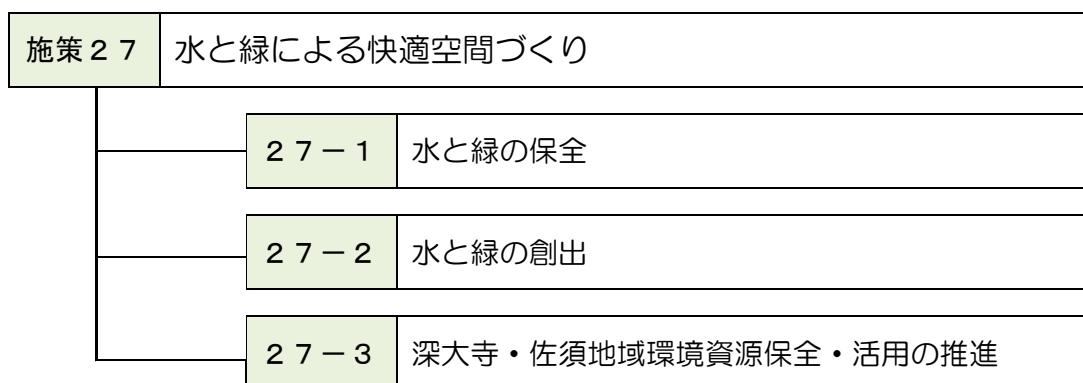 施策２７ 水と緑による快適空間づくり
２７－１ 水と緑の保全
２７－２ 水と緑の創出
２７－３ 深大寺・佐須地域環境資源保全・活用の推進